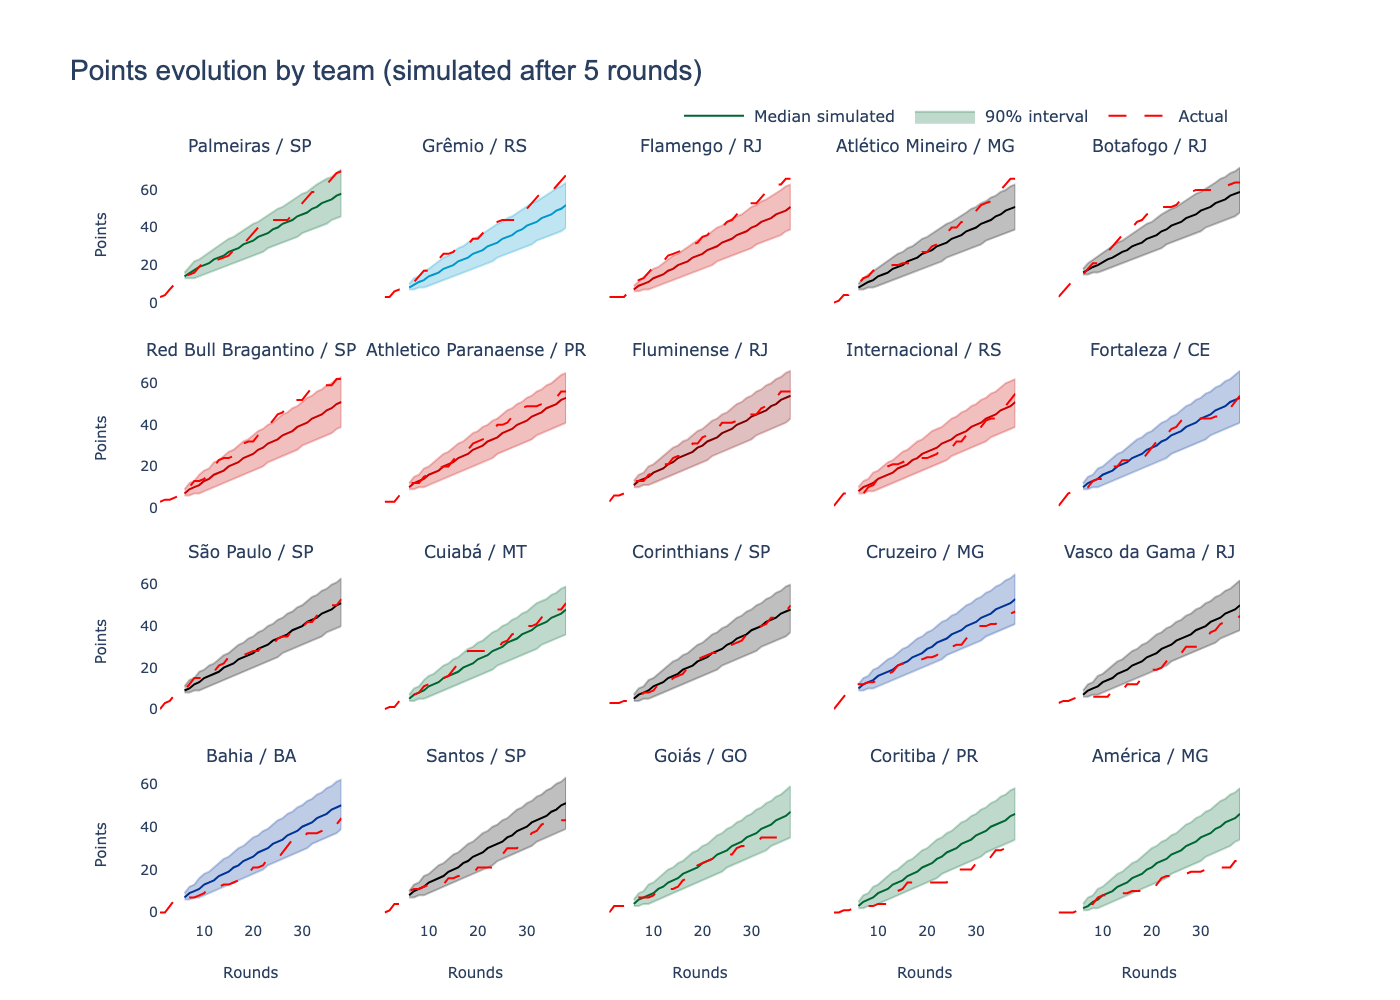 Points evolution by team (simulated after 5 rounds)
Median simulated 90% interval Actual
Palmeiras / SP Grêmio / RS Flamengo / RJ Atlético Mineiro / MG Botafogo / RJ
60
40
20
0
Points
Red Bull Bragantino / SP Athletico Paranaense / PR Fluminense / RJ Internacional / RS Fortaleza / CE
60
40
20
0
Points
São Paulo / SP Cuiabá / MT Corinthians / SP Cruzeiro / MG Vasco da Gama / RJ
60
40
20
0
Points
Bahia / BA Santos / SP Goiás / GO Coritiba / PR América / MG
60
40
20
0
Points
10 20 30 10 20 30 10 20 30 10 20 30 10 20 30
Rounds Rounds Rounds Rounds Rounds